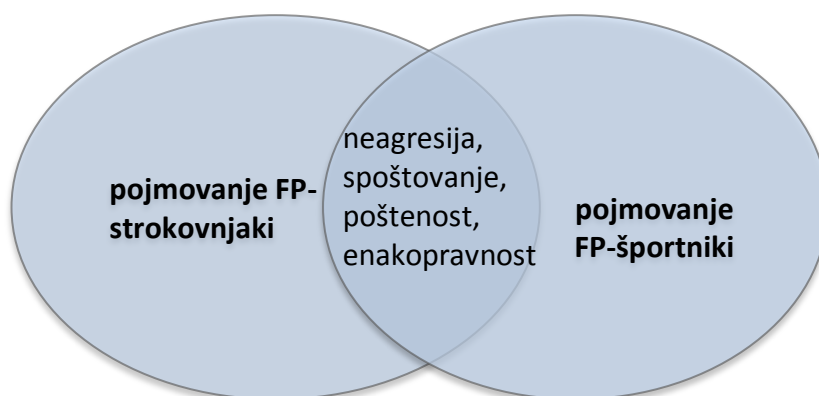 pojmovanje FP-
strokovnjaki
neagresija,
spoštovanje,
poštenost,
enakopravnost
pojmovanje
FP-športniki